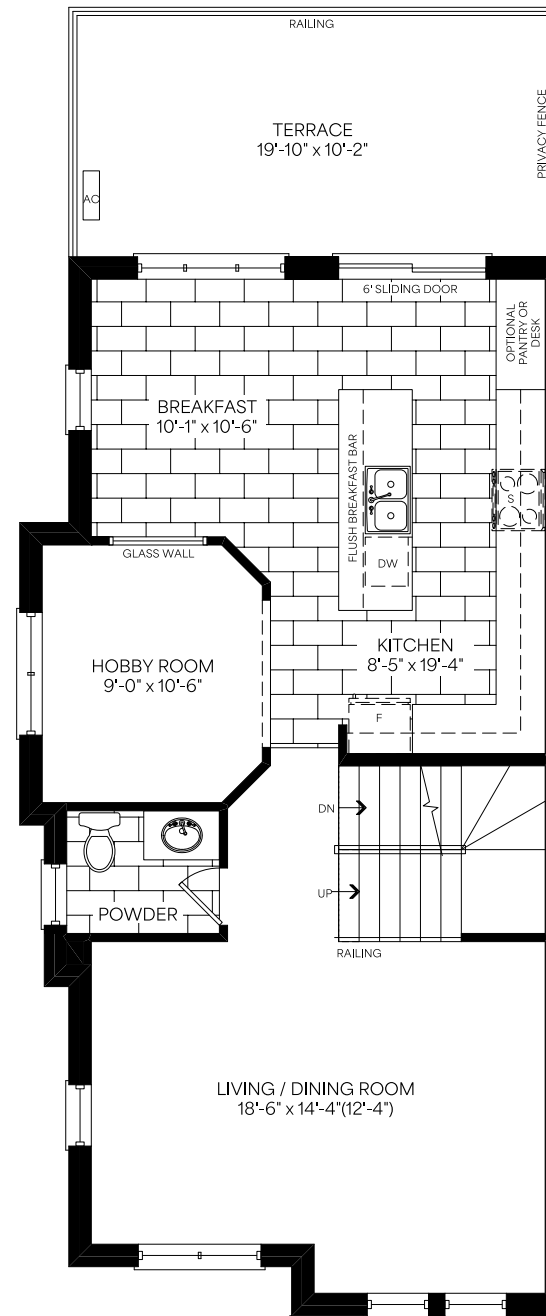 RAILING
TERRACE
19'-10" x 10'-2"
PRIVACY FENCE
AC
6' SLIDING DOOR
OPTIONAL
PANTRY OR
DESK
BREAKFAST
10'-1" x 10'-6"
FLUSH BREAKFAST BAR
S
DW
GLASS WALL
KITCHEN
8'-5" x 19'-4"
HOBBY ROOM
9'-0" x 10'-6"
F
DN
UP
POWDER
RAILING
LIVING / DINING ROOM
18'-6" x 14'-4"(12'-4")